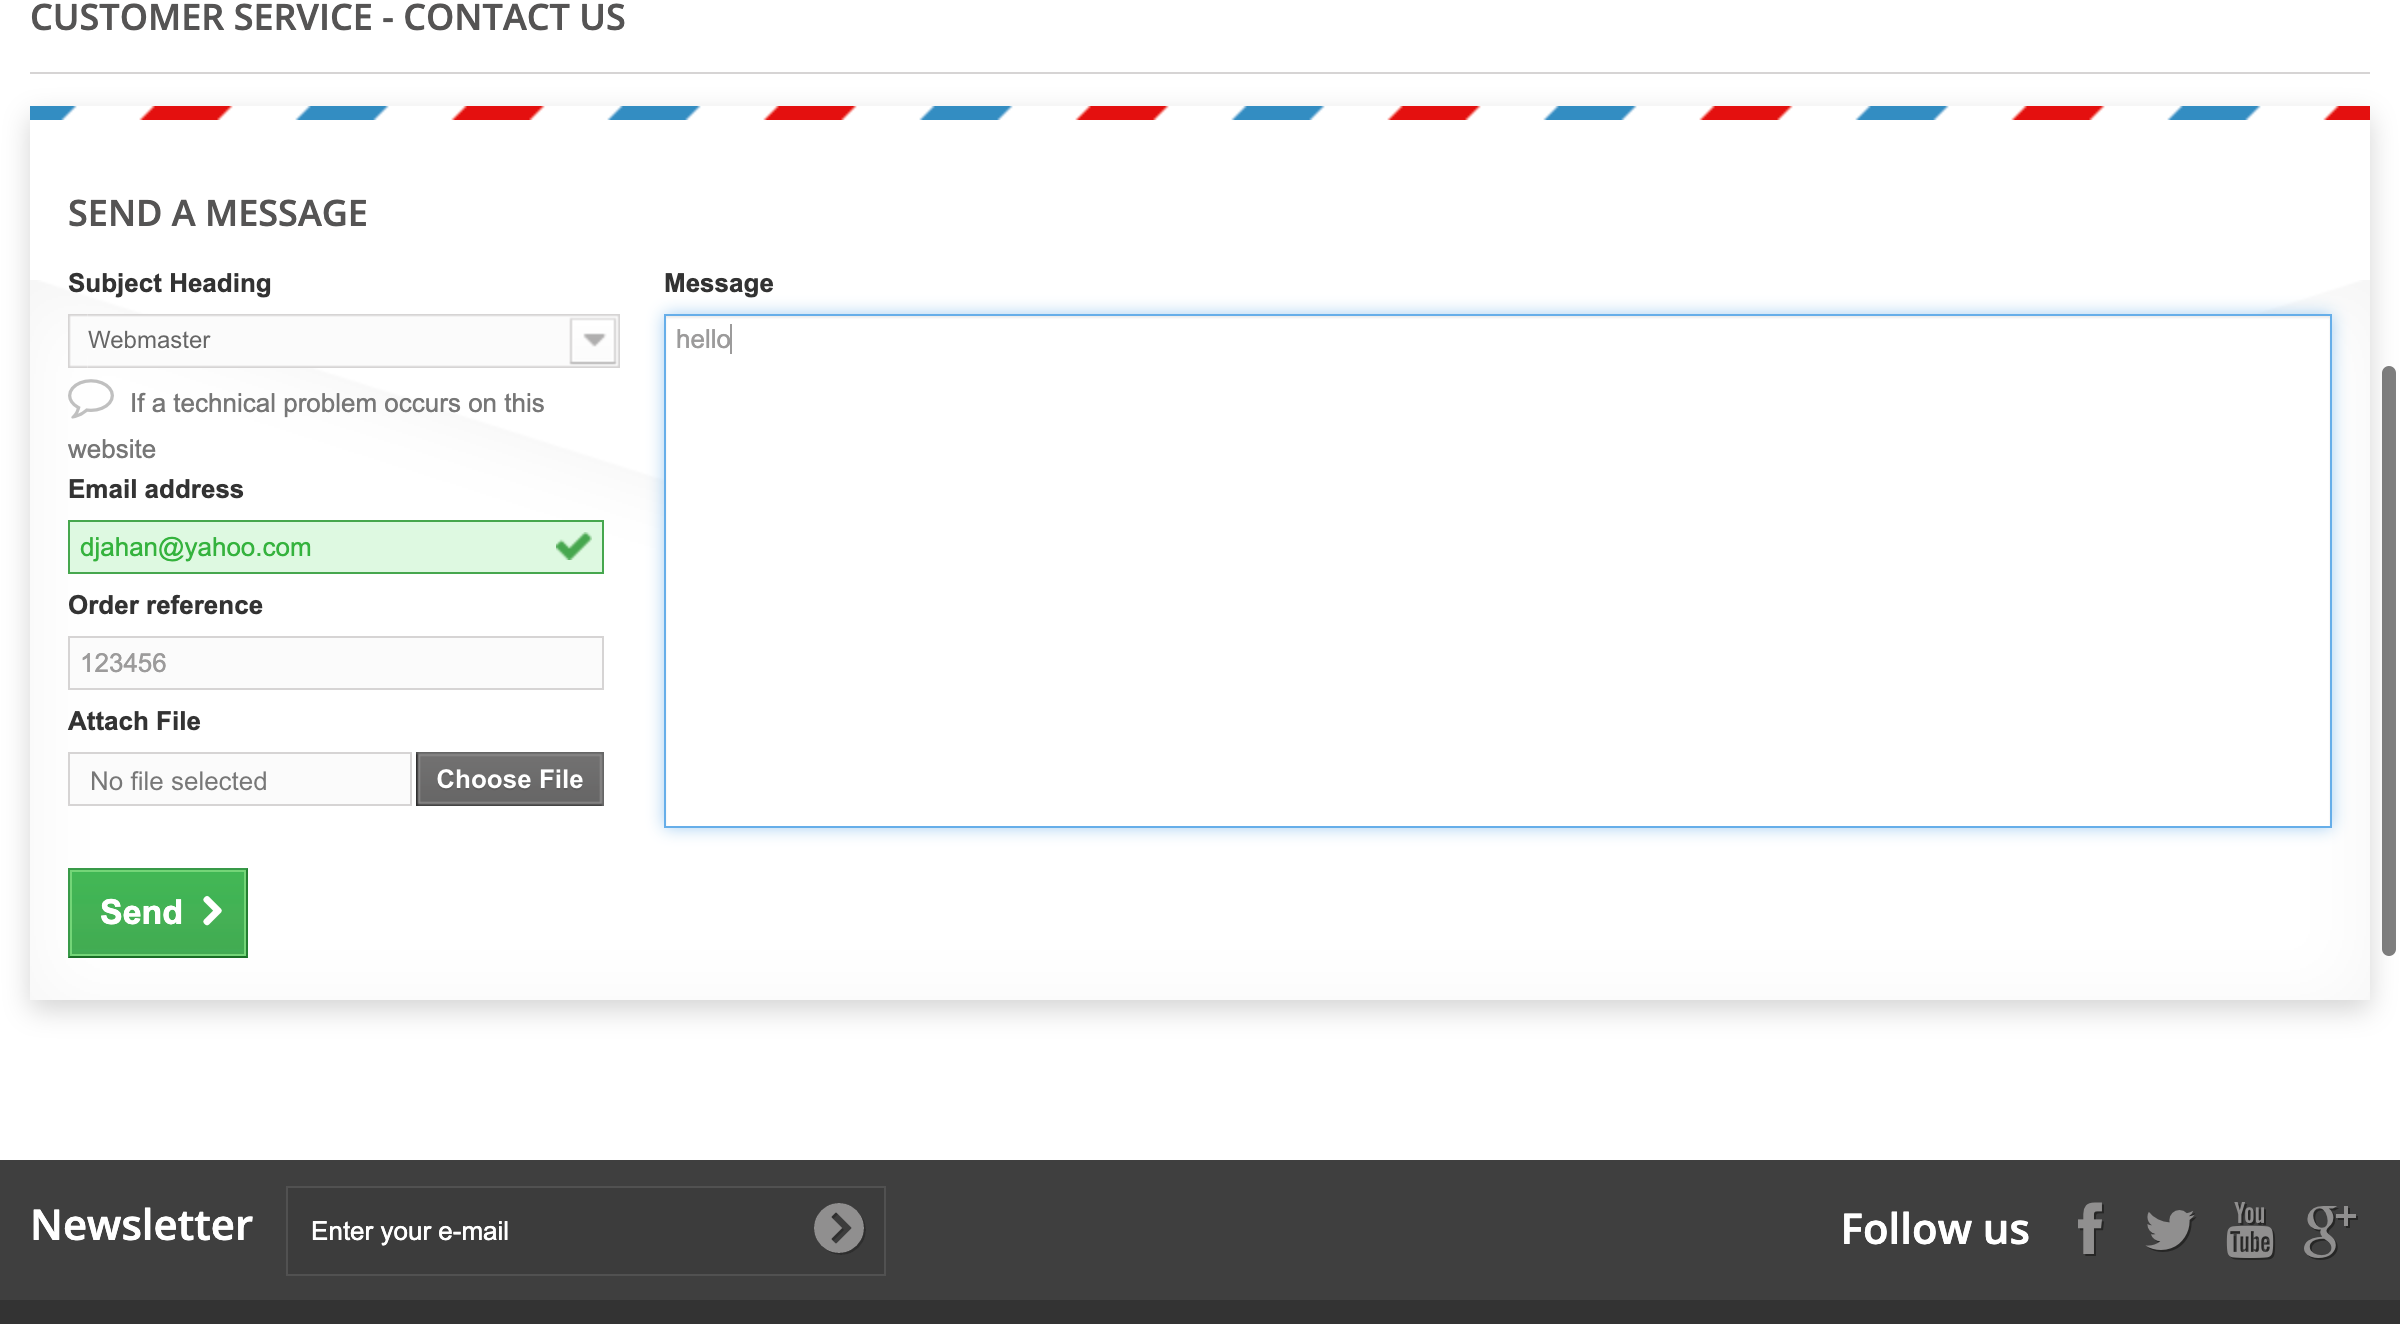 CUSTOMER SERVICE - CONTACT US
SEND A MESSAGE
Subject Heading
Webmaster
If a technical problem occurs on this
website
Email address
djahan@yahoo.com
Order reference
123456
Attach File
No file selected
Choose File
Send
Message
hello
Newsletter
Enter your e-mail
Follow us
f
You
Tube
g+